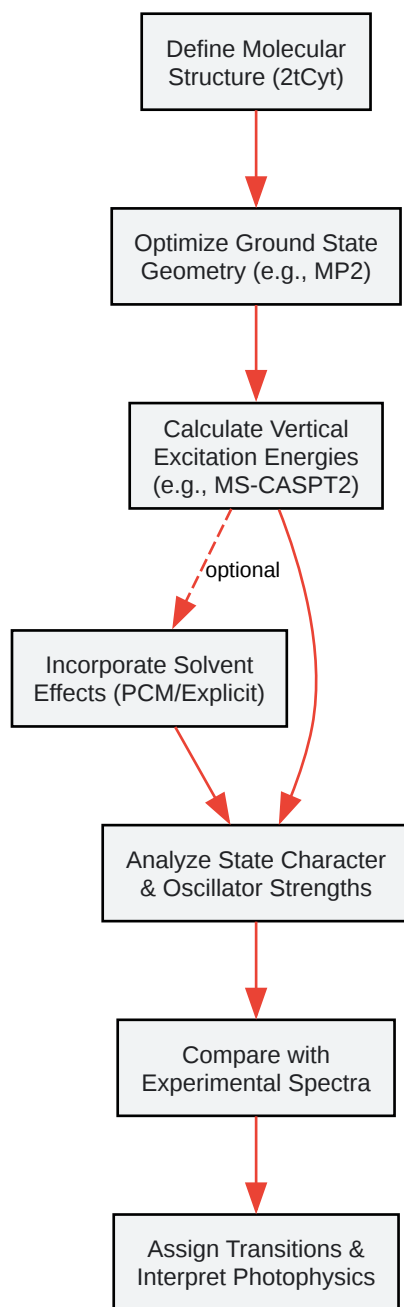 Define Molecular
Structure (2tCyt)
Optimize Ground State
Geometry (e.g., MP2)
Calculate Vertical
Excitation Energies
(e.g., MS-CASPT2)
optional
Incorporate Solvent
Effects (PCM/Explicit)
Analyze State Character
& Oscillator Strengths
Compare with
Experimental Spectra
Assign Transitions &
Interpret Photophysics